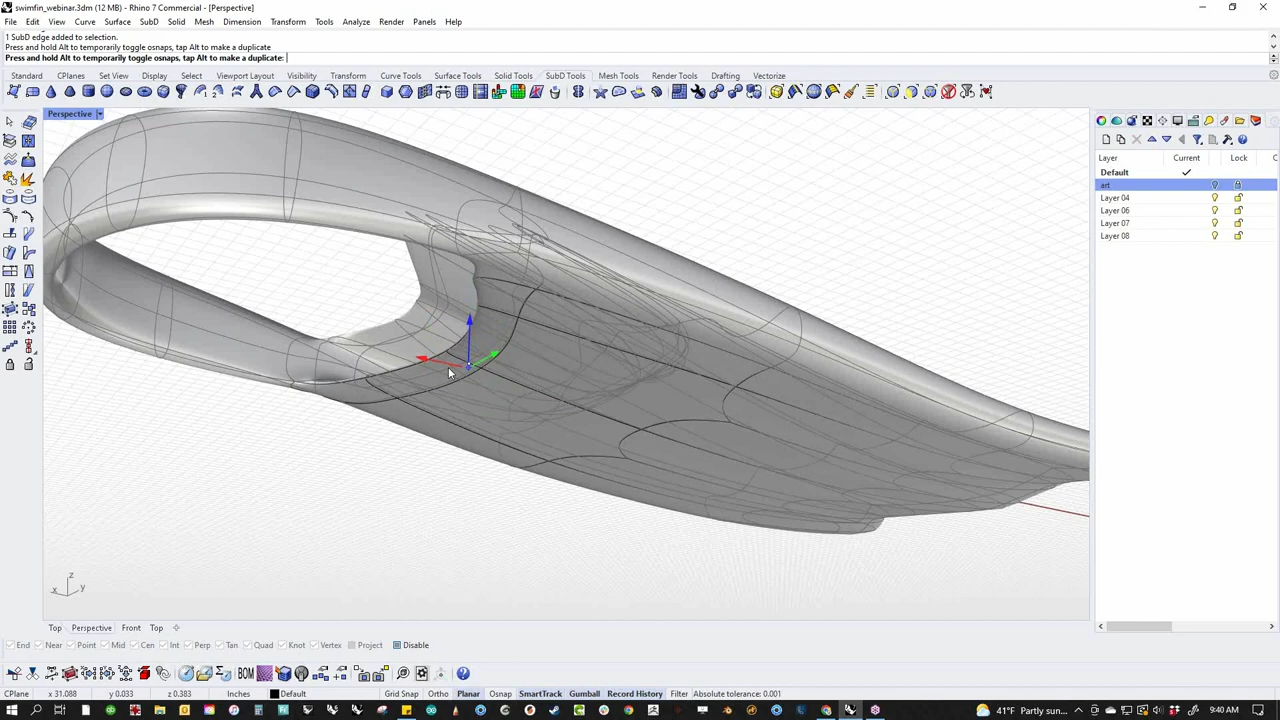 swimfin_webinar.3dm (12 MB) - Rhino 7 Commercial - [Perspective]
File Edit View Curve Surface SubD Solid Mesh Dimension Transform Tools Analyze Render Panels Help
1 SubD edge added to selection.
Press and hold Alt to temporarily toggle osnaps, tap Alt to make a duplicate
Press and hold Alt to temporarily toggle osnaps, tap Alt to make a duplicate:
Standard CPlanes Set View Display Select Viewport Layout Visibility Transform Curve Tools Surface Tools Solid Tools SubD Tools Mesh Tools Render Tools Drafting Vectorize
Perspective
Layer Current Lock C
Default
art
Layer 04
Layer 06
Layer 07
Layer 08
z
x y
Top Perspective Front Top
End Near Point Mid Cen Int Perp Tan Quad Knot Vertex Project Disable
BOM
CPlane x 31.088 y 0.033 z 0.383 Inches Default Grid Snap Ortho Planar Osnap SmartTrack Gumball Record History Filter Absolute tolerance: 0.001
41°F Partly sun... 9:40 AM